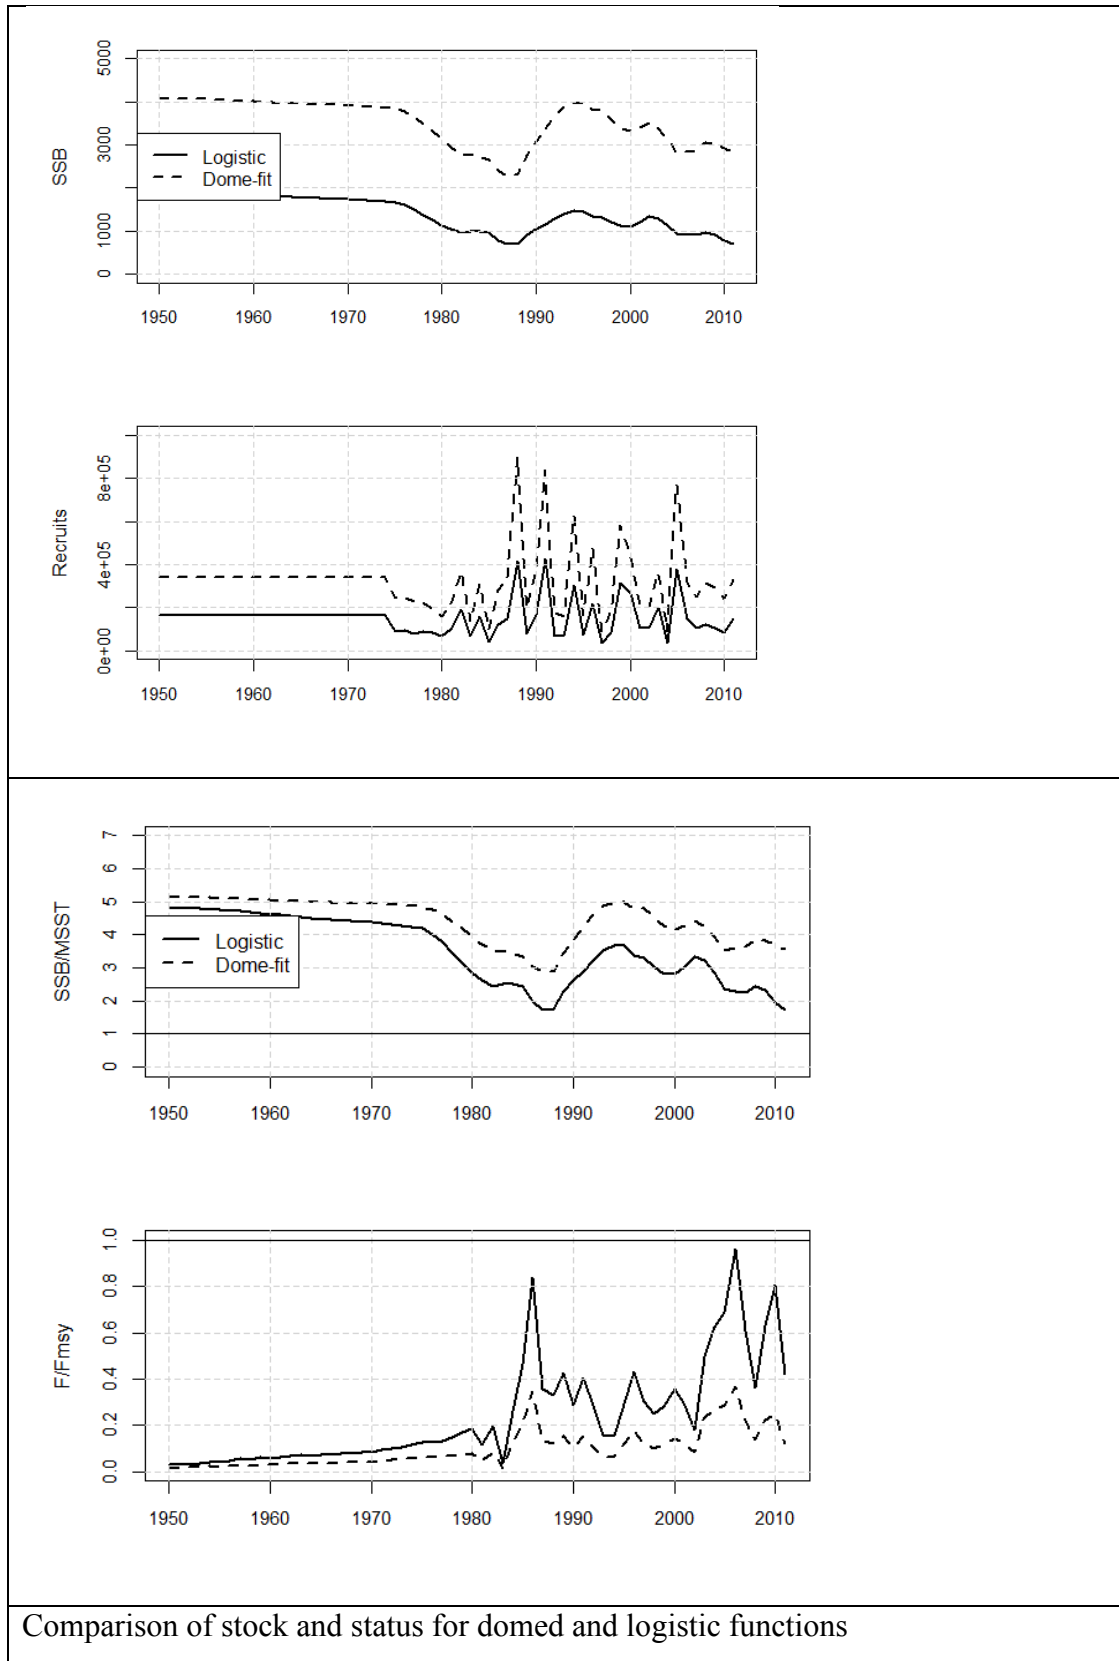 SSB
5000
3000
1000
0
Logistic
Dome-fit
1950 1960 1970 1980 1990 2000 2010
Recruits
8e+05
4e+05
0e+00
1950 1960 1970 1980 1990 2000 2010
SSB/MSST
7
6
5
4
3
2
1
0
Logistic
Dome-fit
1950 1960 1970 1980 1990 2000 2010
F/Fmsy
1.0
0.8
0.6
0.4
0.2
0.0
1950 1960 1970 1980 1990 2000 2010
Comparison of stock and status for domed and logistic functions